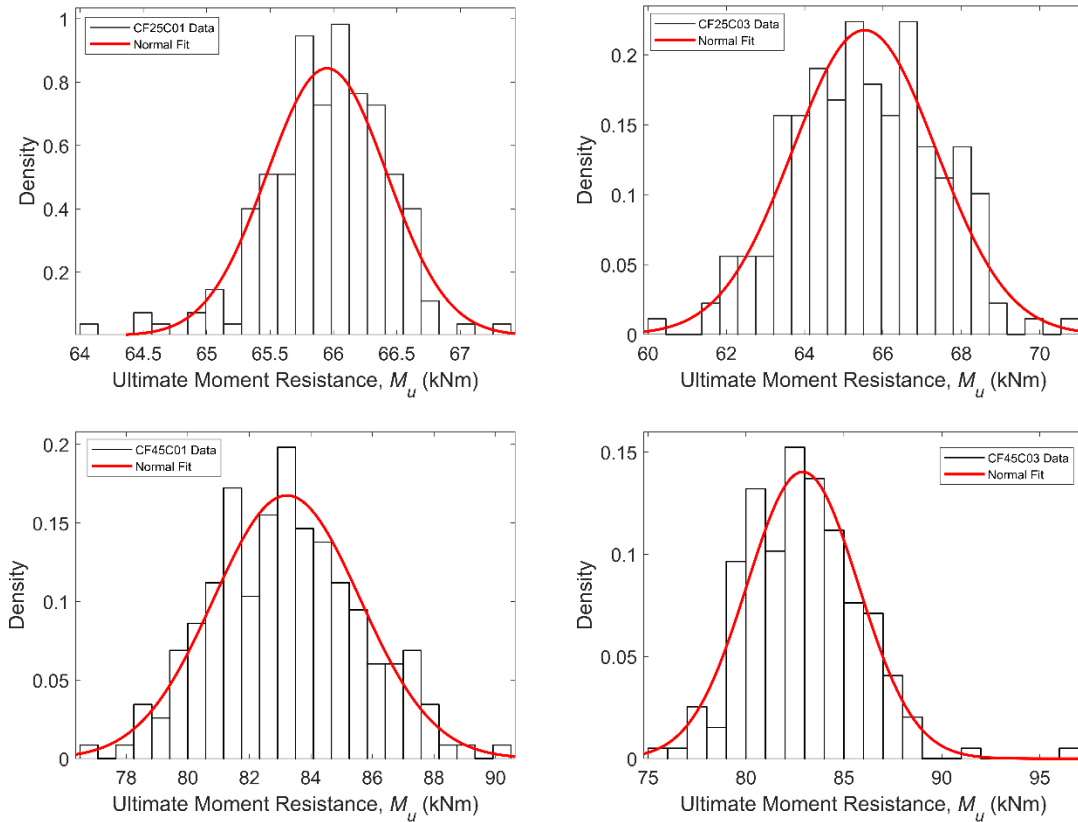 CF25C01 Data
Normal Fit
1
0.8
0.6
0.4
0.2
0
Density
64 64.5 65 65.5 66 66.5 67
Ultimate Moment Resistance, M_u (kNm)
CF25C03 Data
Normal Fit
0.2
0.15
0.1
0.05
0
Density
60 62 64 66 68 70
Ultimate Moment Resistance, M_u (kNm)
CF45C01 Data
Normal Fit
0.2
0.15
0.1
0.05
0
Density
78 80 82 84 86 88 90
Ultimate Moment Resistance, M_u (kNm)
CF45C03 Data
Normal Fit
0.15
0.1
0.05
0
Density
75 80 85 90 95
Ultimate Moment Resistance, M_u (kNm)